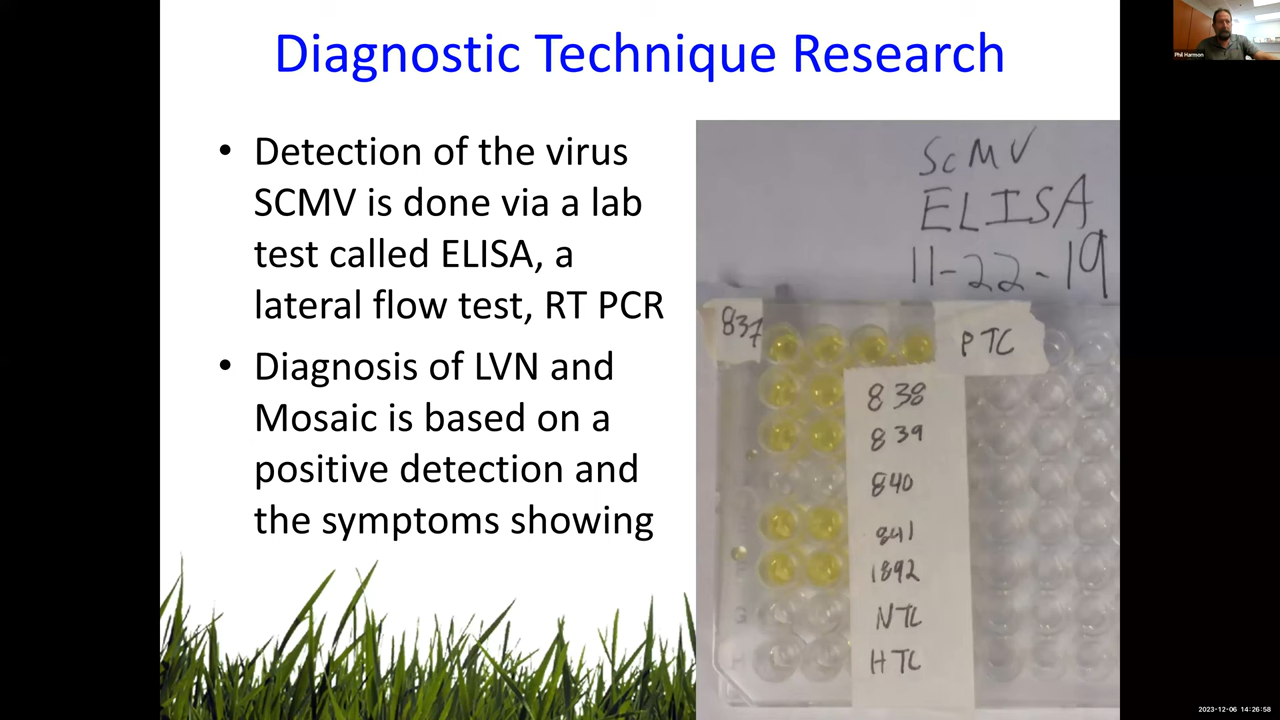 Diagnostic Technique Research
• Detection of the virus
SCMV is done via a lab
test called ELISA, a
lateral flow test, RT PCR
• Diagnosis of LVN and
Mosaic is based on a
positive detection and
the symptoms showing
ScMV
ELISA
11-22-19
837
PTC
838
839
840
841
1892
NTC
HTC
G
H
Phil Harmon
2023-12-06 14:26:58